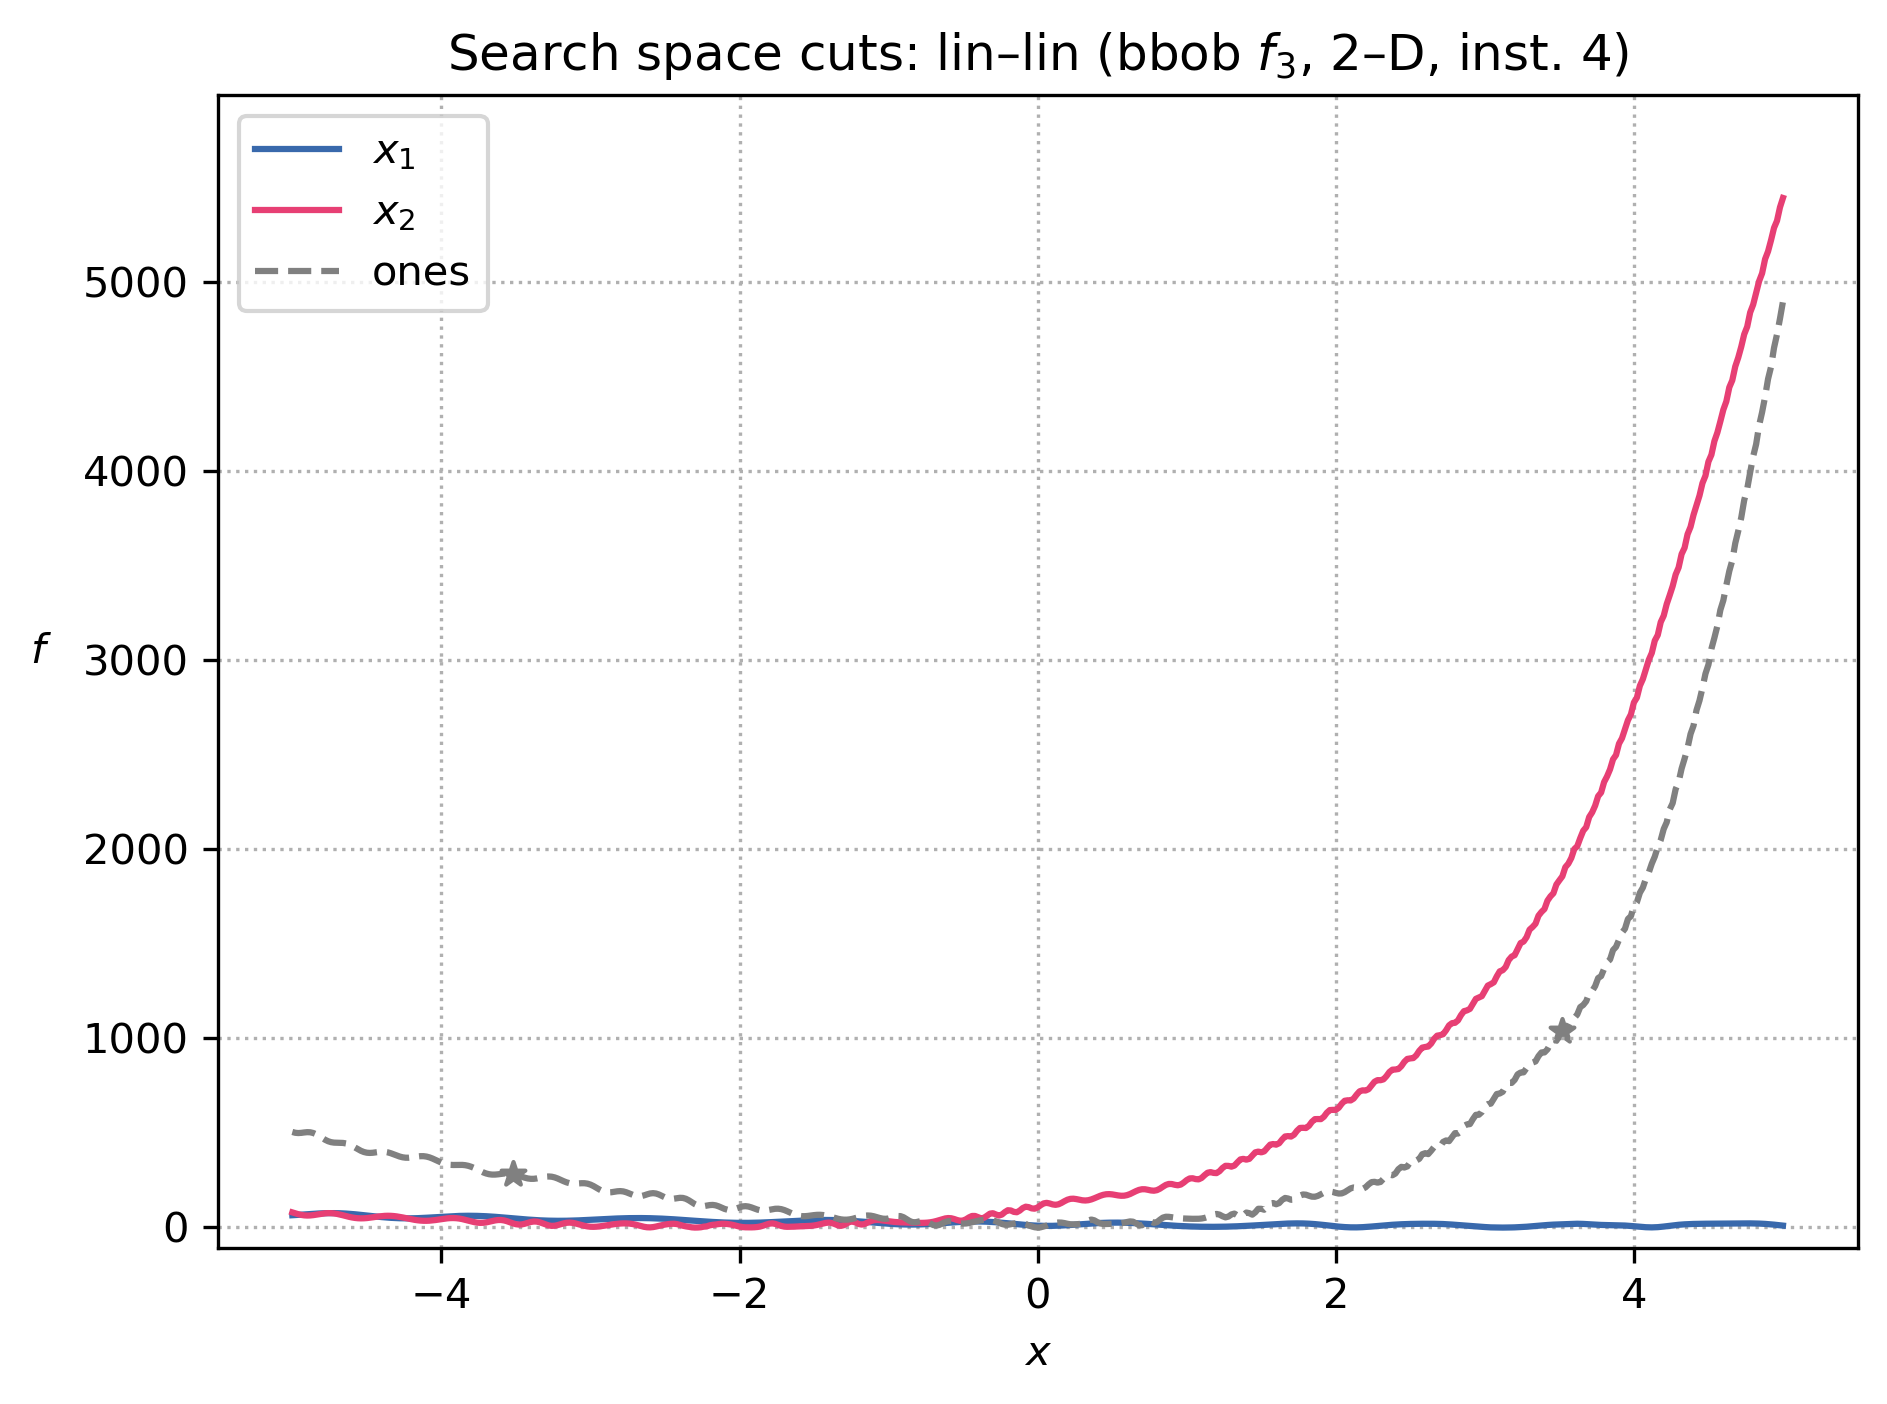 Search space cuts: lin–lin (bbob f₃, 2–D, inst. 4)
x₁
x₂
ones
5000
4000
3000
2000
1000
0
f
−4
−2
0
2
4
x